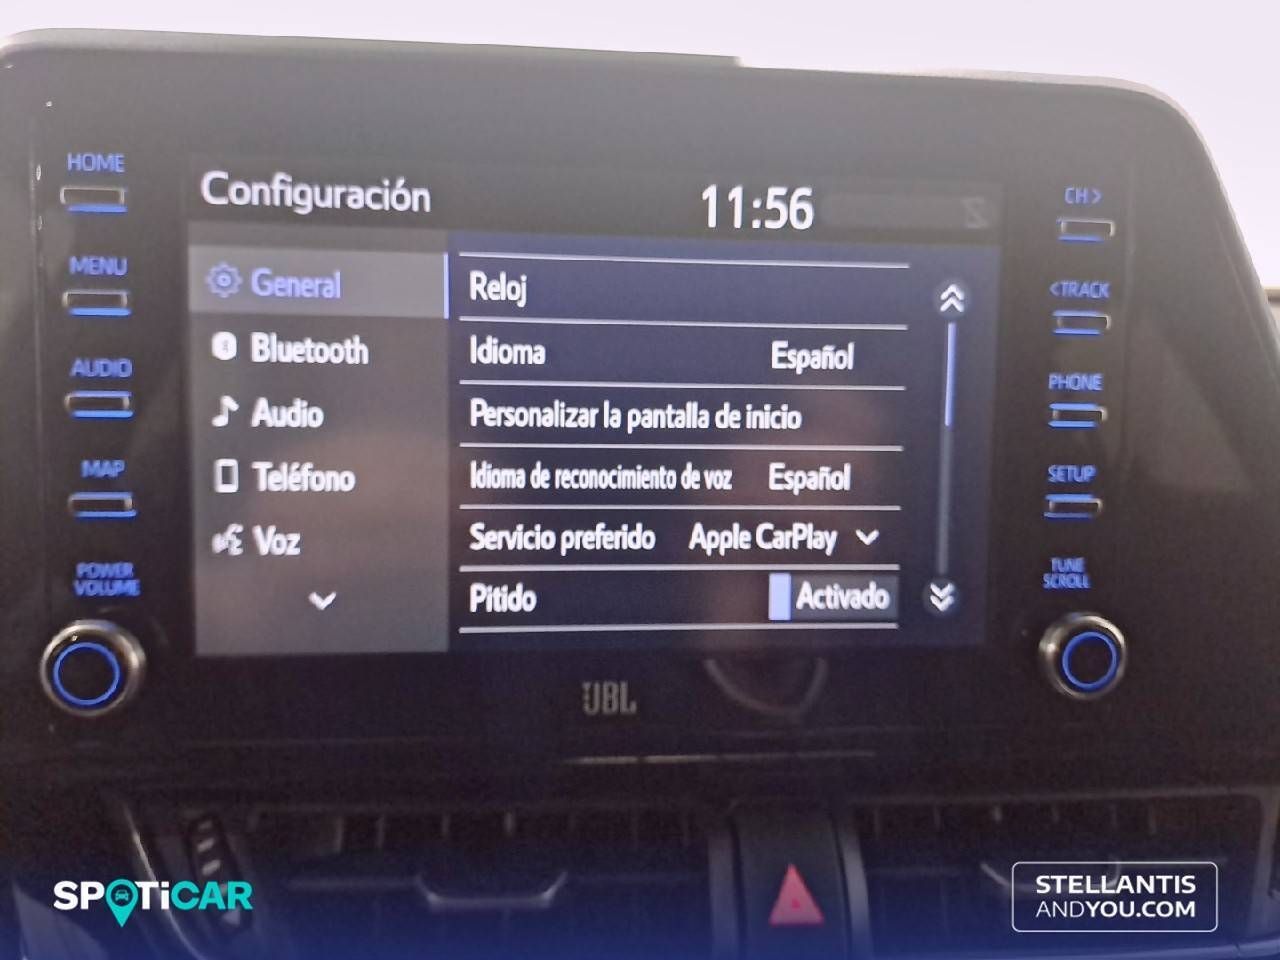 HOME
MENU
AUDIO
MAP
POWER
VOLUME
Configuración 11:56
General
Bluetooth
Audio
Teléfono
Voz
Reloj
Idioma Español
Personalizar la pantalla de inicio
Idioma de reconocimiento de voz Español
Servicio preferido Apple CarPlay
Pitido Activado
CH >
< TRACK
PHONE
SETUP
TUNE
SCROLL
JBL
SPOTiCAR
STELLANTIS
ANDYOU.COM